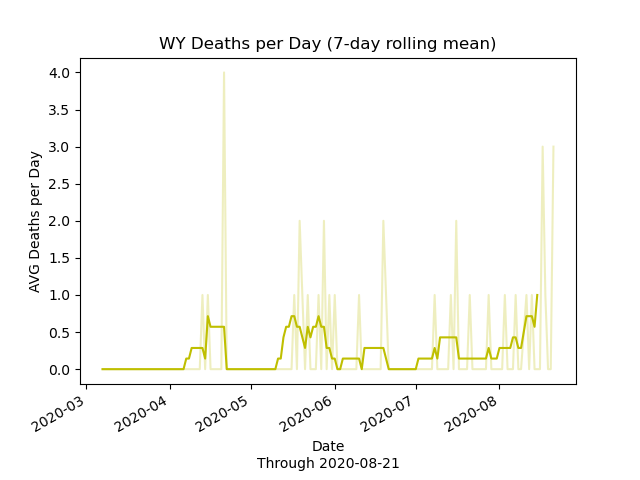 WY Deaths per Day (7-day rolling mean)
AVG Deaths per Day
4.0
3.5
3.0
2.5
2.0
1.5
1.0
0.5
0.0
2020-03 2020-04 2020-05 2020-06 2020-07 2020-08
Date
Through 2020-08-21